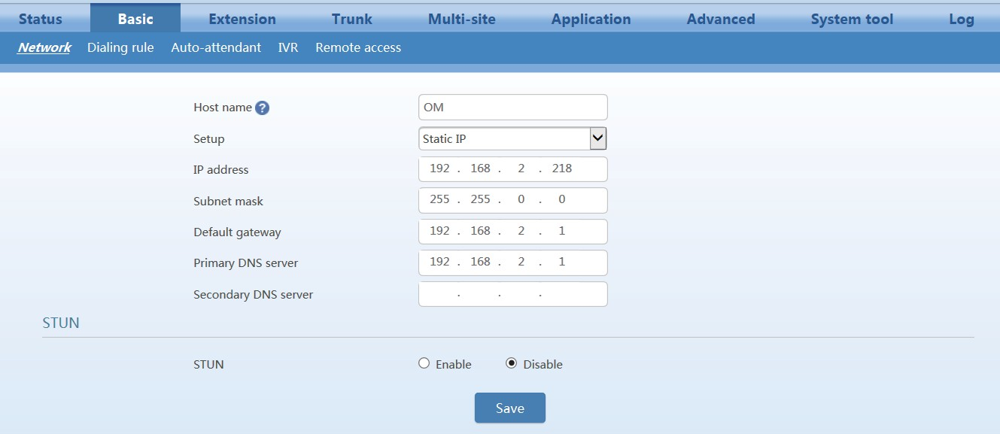 Status Basic Extension Trunk Multi-site Application Advanced System tool Log
Network Dialing rule Auto-attendant IVR Remote access
Host name ? OM
Setup Static IP
IP address 192 . 168 . 2 . 218
Subnet mask 255 . 255 . 0 . 0
Default gateway 192 . 168 . 2 . 1
Primary DNS server 192 . 168 . 2 . 1
Secondary DNS server . . .
STUN
STUN Enable Disable
Save